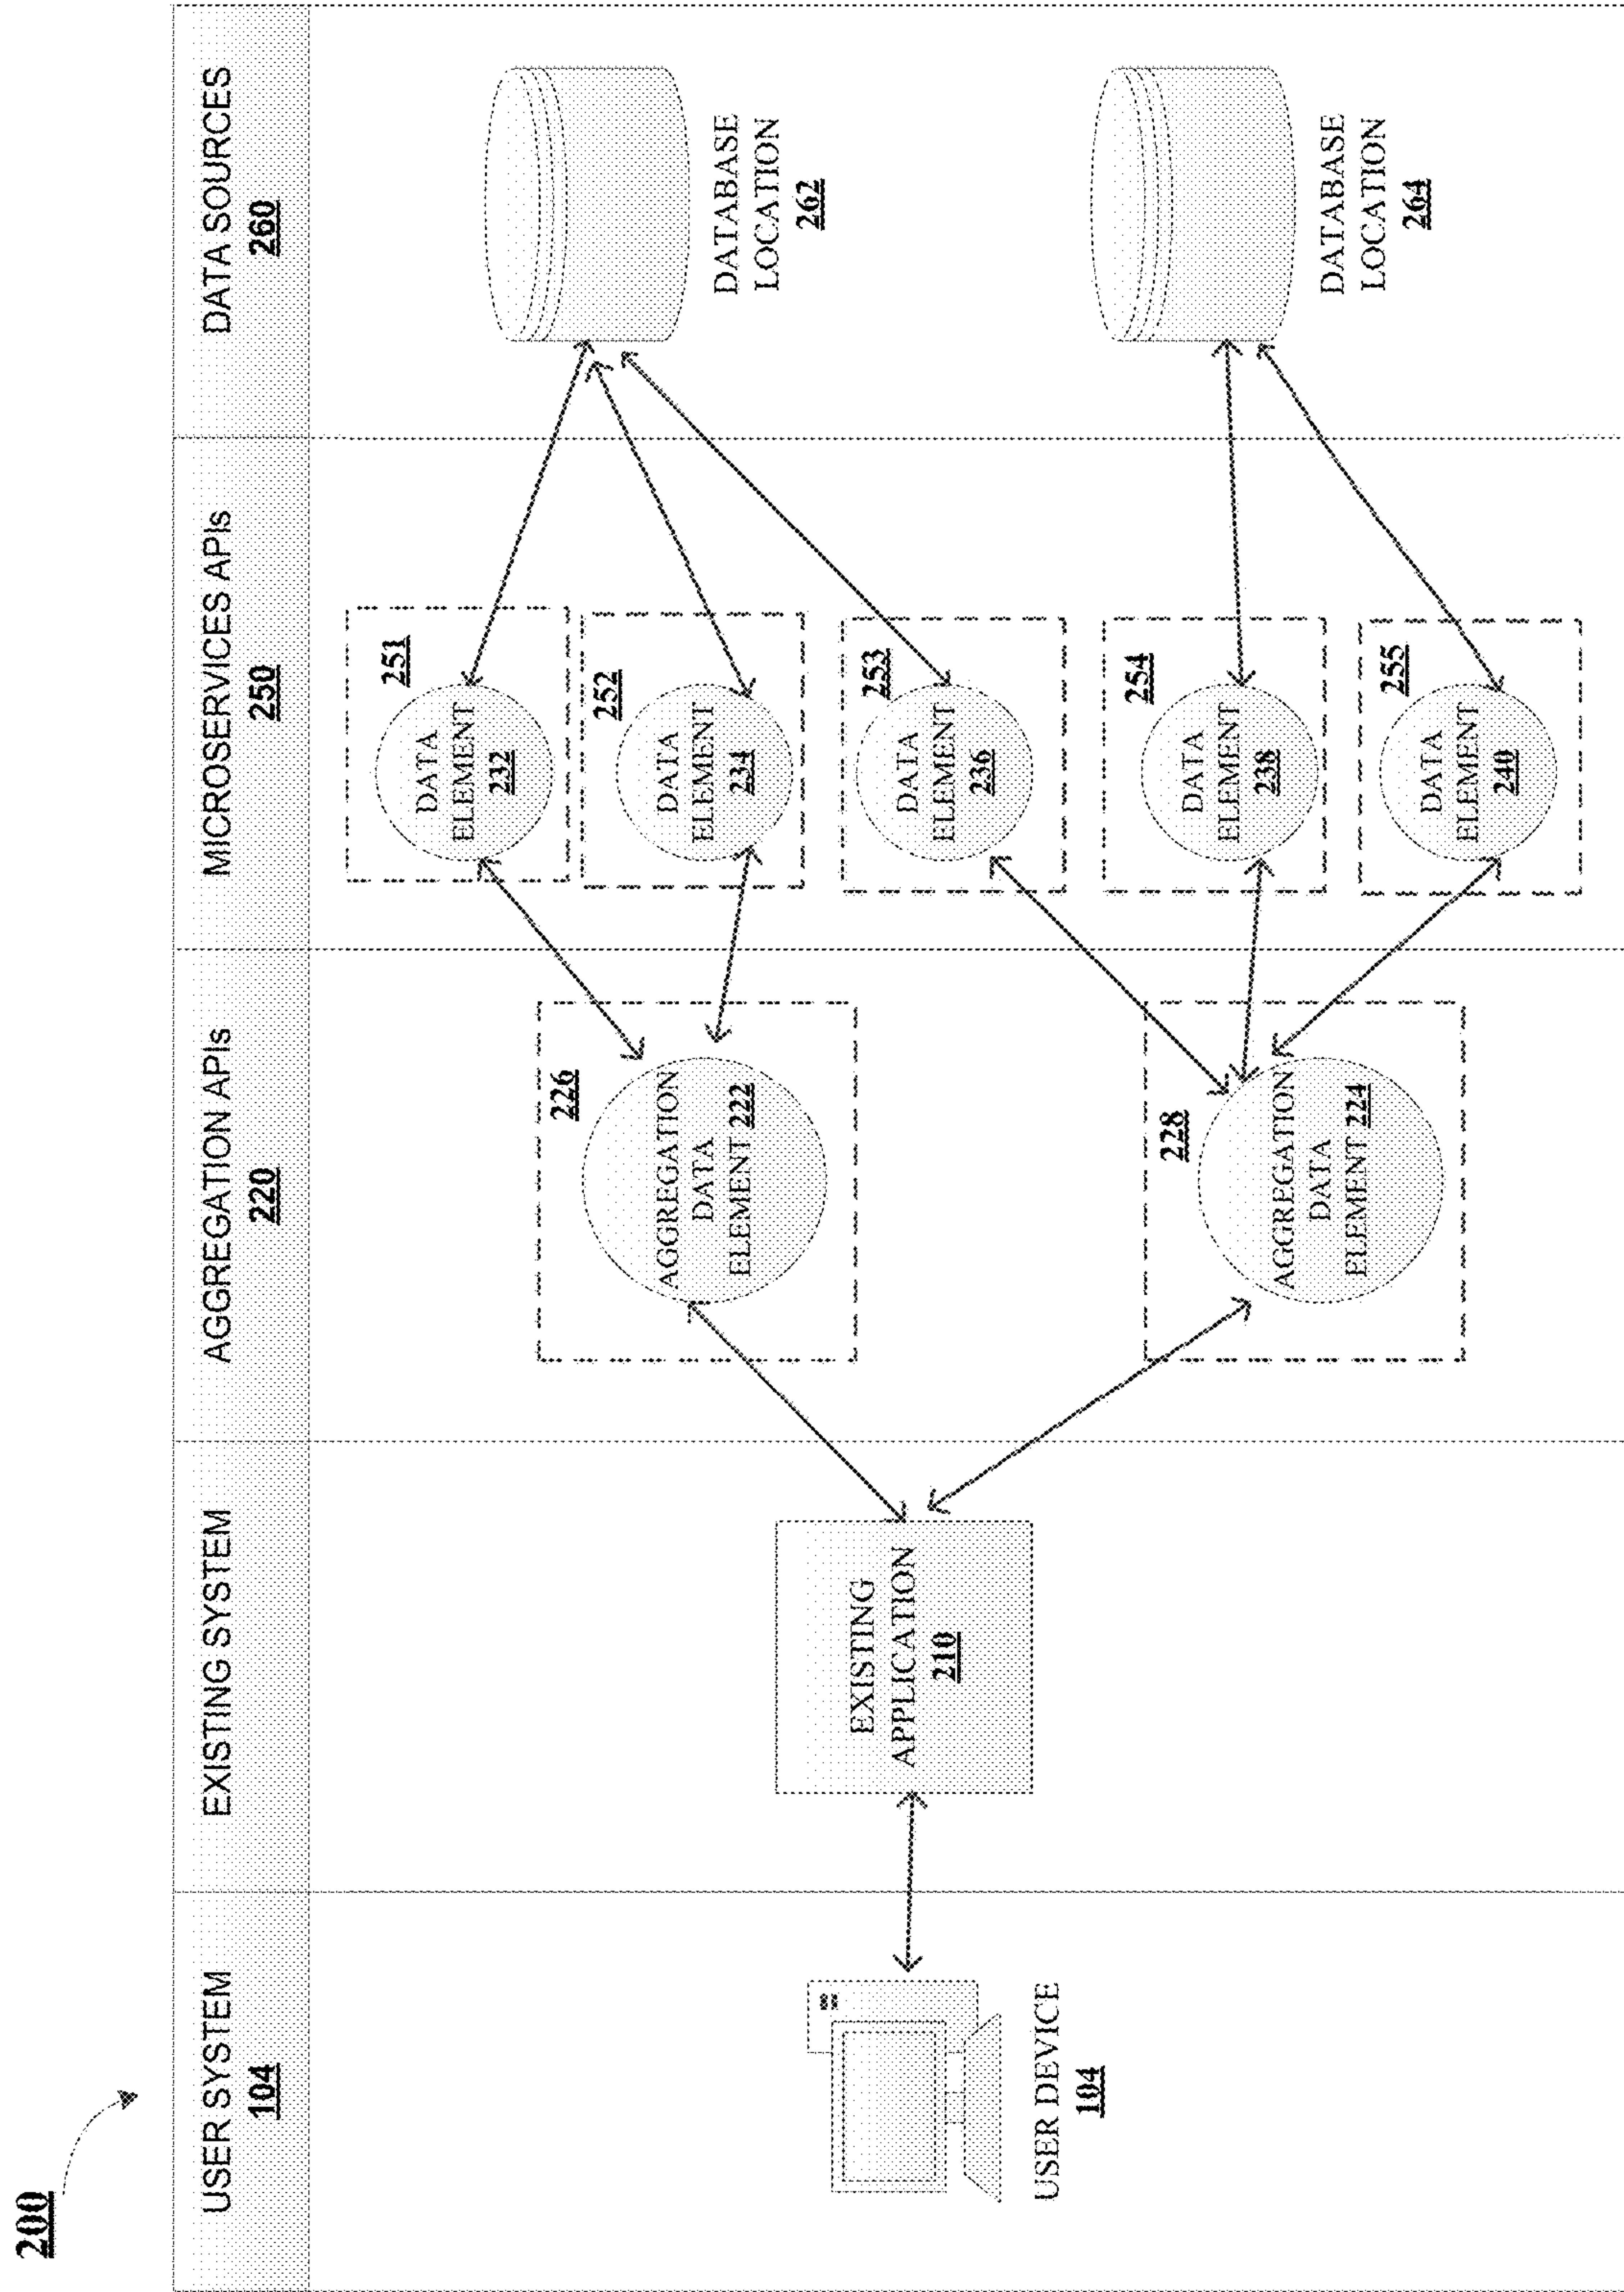 200
USER SYSTEM
104
EXISTING SYSTEM
AGGREGATION APIs
220
MICROSERVICES APIs
250
DATA SOURCES
260
USER DEVICE
104
EXISTING
APPLICATION
210
226
AGGREGATION
DATA
ELEMENT 222
228
AGGREGATION
DATA
ELEMENT 224
251
DATA
ELEMENT
232
252
DATA
ELEMENT
234
253
DATA
ELEMENT
236
254
DATA
ELEMENT
238
255
DATA
ELEMENT
240
DATABASE
LOCATION
262
DATABASE
LOCATION
264